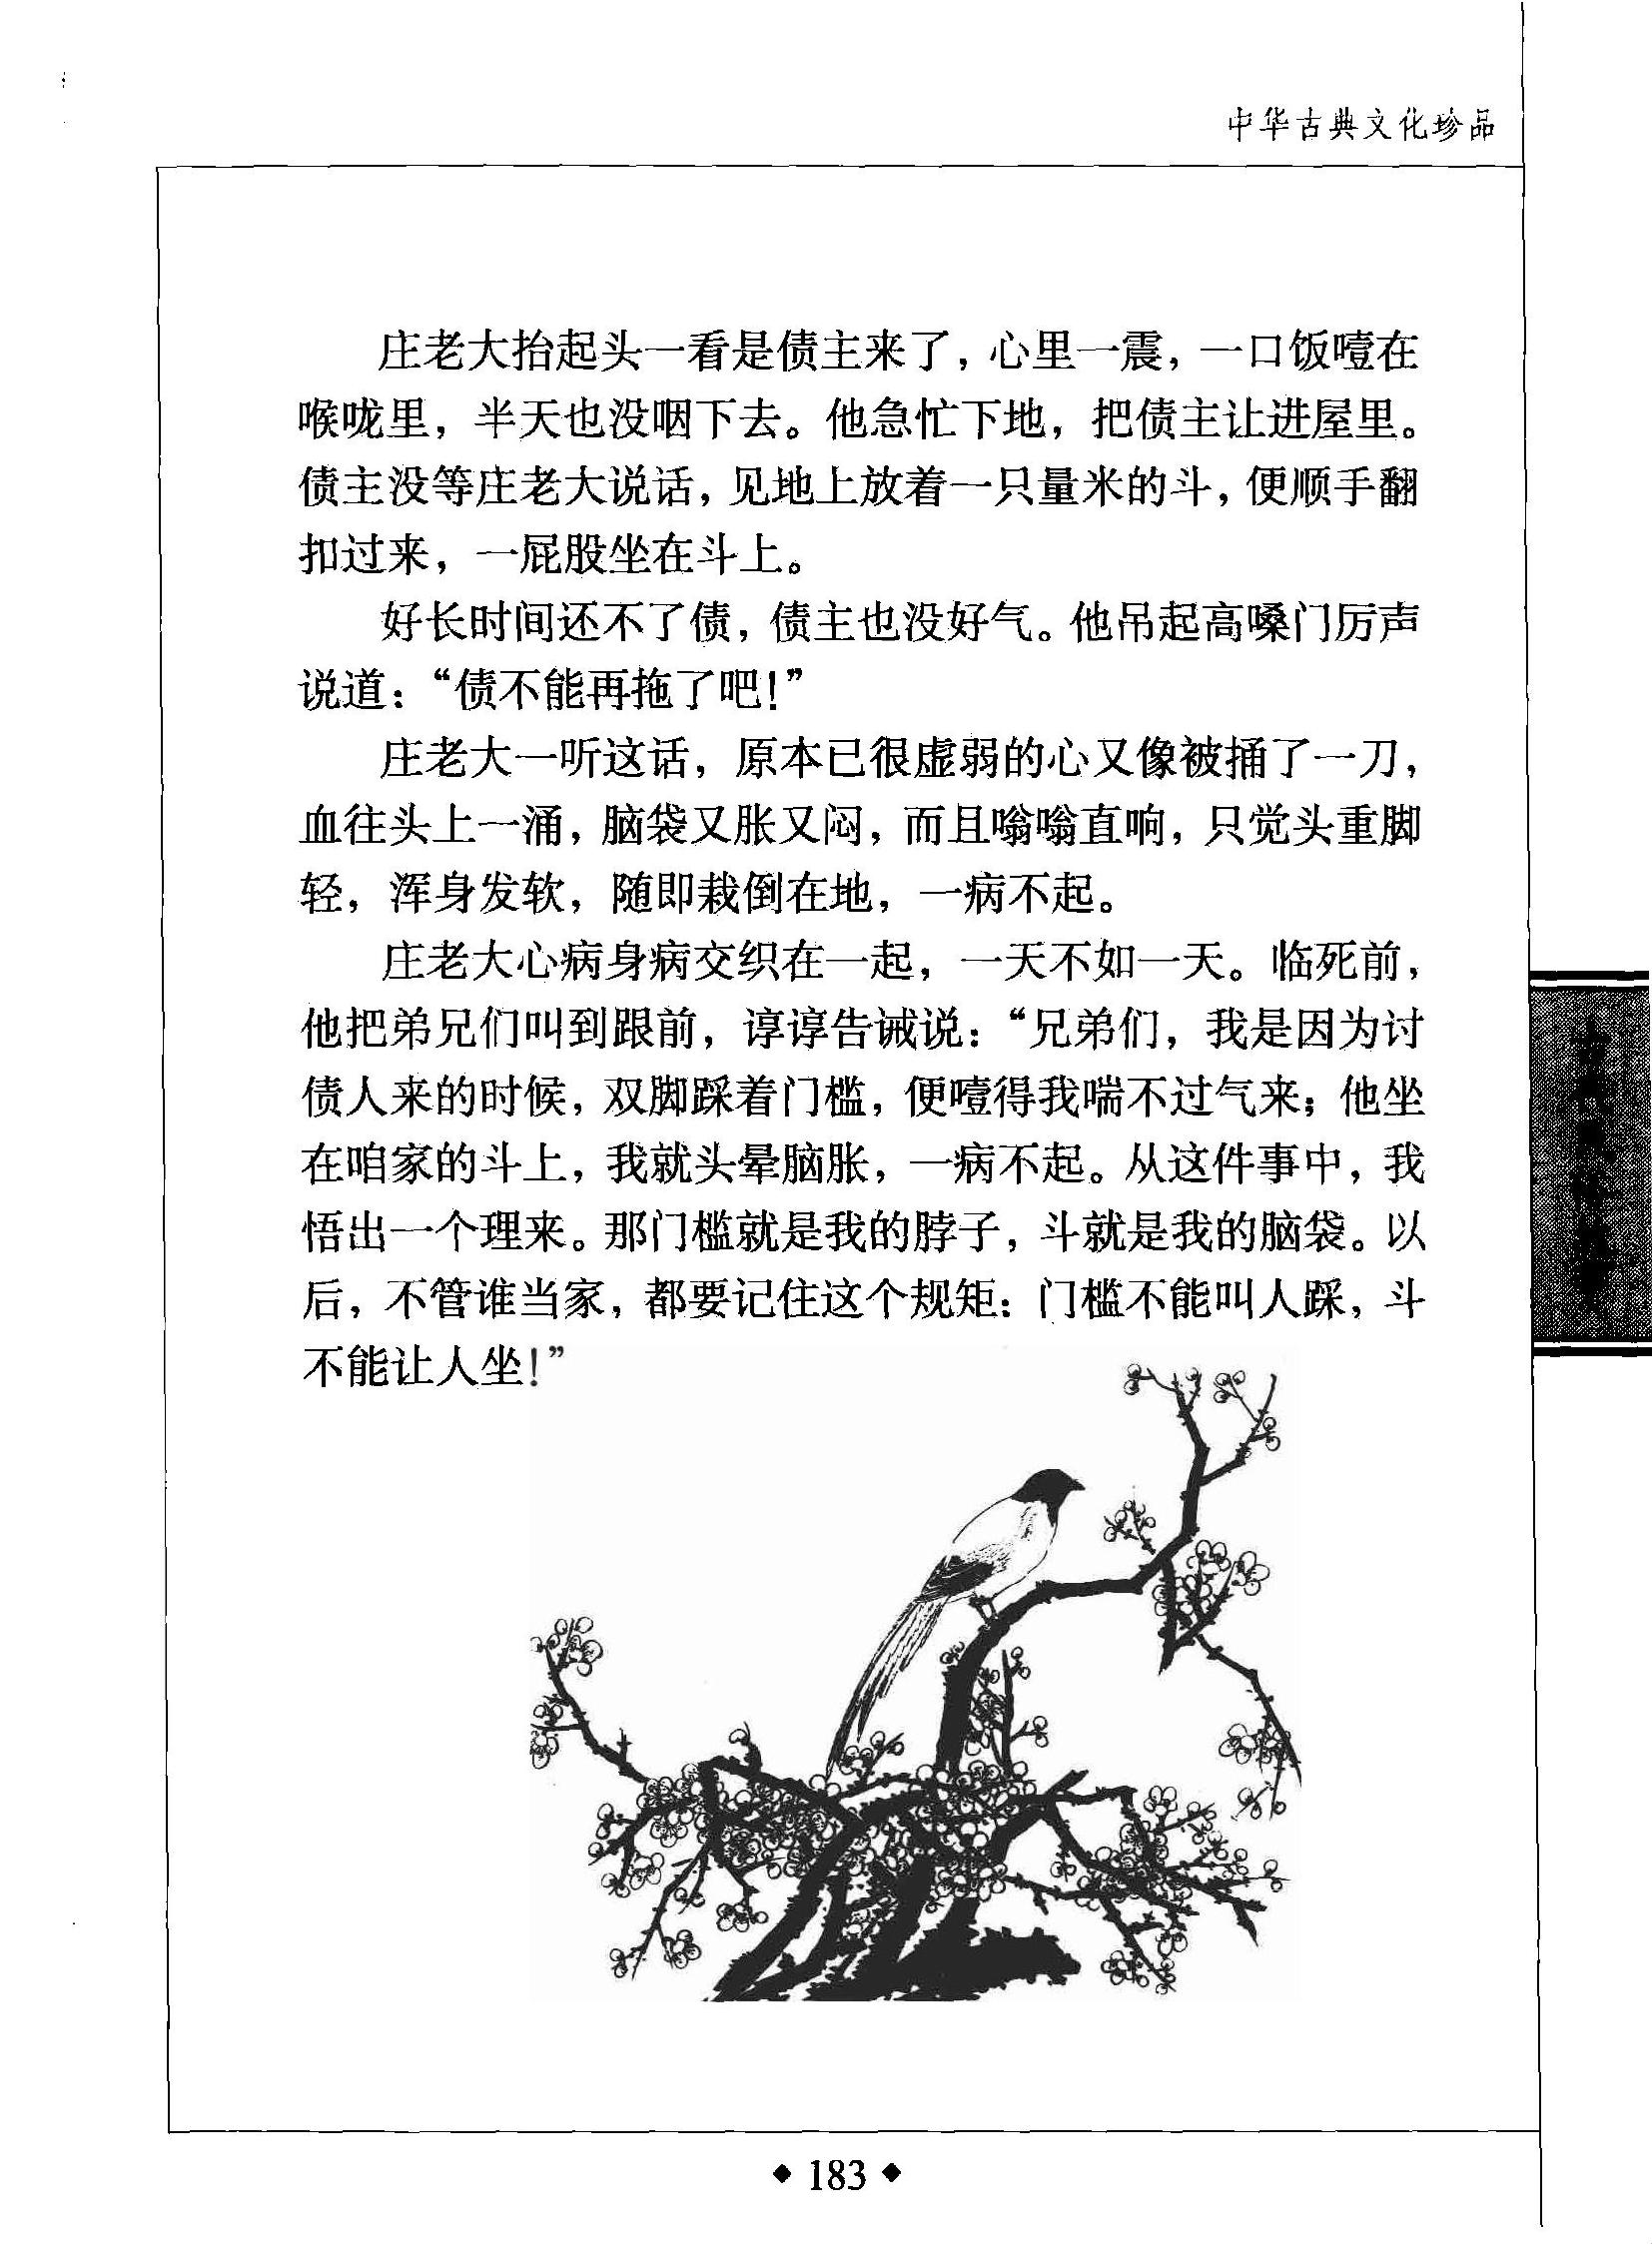 中华古典文化珍品
庄老大抬起头一看是债主来了，心里一震，一口饭噎在
喉咙里，半天也没咽下去。他急忙下地，把债主让进屋里。
债主没等庄老大说话，见地上放着一只量米的斗，便顺手翻
扣过来，一屁股坐在斗上。
好长时间还不了债，债主也没好气。他吊起高嗓门厉声
说道：“债不能再拖了吧！”
庄老大一听这话，原本已很虚弱的心又像被捅了一刀，
血往头上一涌，脑袋又胀又闷，而且嗡嗡直响，只觉头重脚
轻，浑身发软，随即栽倒在地，一病不起。
庄老大心病身病交织在一起，一天不如一天。临死前，
他把弟兄们叫到跟前，谆谆告诫说：“兄弟们，我是因为讨
债人来的时候，双脚踩着门槛，便噎得我喘不过气来；他坐
在咱家的斗上，我就头晕脑胀，一病不起。从这件事中，我
悟出一个理来。那门槛就是我的脖子，斗就是我的脑袋。以
后，不管谁当家，都要记住这个规矩：门槛不能叫人踩，斗
不能让人坐！”
◆ 183 ◆